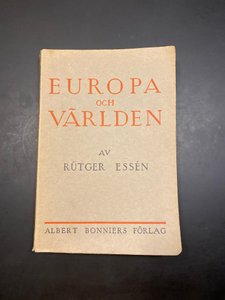 EUROPA
OCH
VÄRLDEN
AV
RÜTGER ESSÉN
ALBERT BONNIERS FÖRLAG